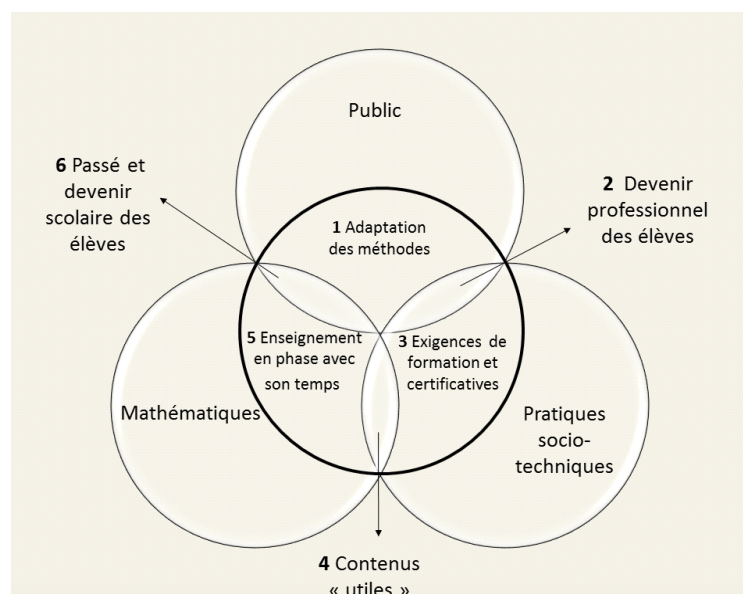 Public
6 Passé et
devenir
scolaire des
élèves
2 Devenir
professionnel
des élèves
1 Adaptation
des méthodes
5 Enseignement
en phase avec
son temps
3 Exigences de
formation et
certificatives
Mathématiques
Pratiques
socio-
techniques
4 Contenus
« utiles »